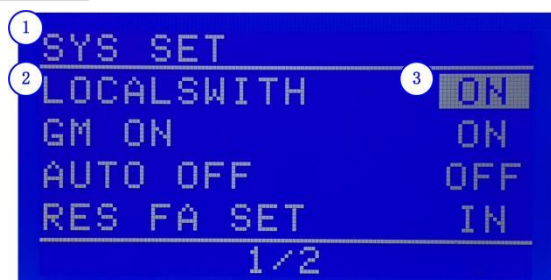 1
SYS SET
2 LOCALSWITH 3 ON
GM ON ON
AUTO OFF OFF
RES FA SET IN
1/2